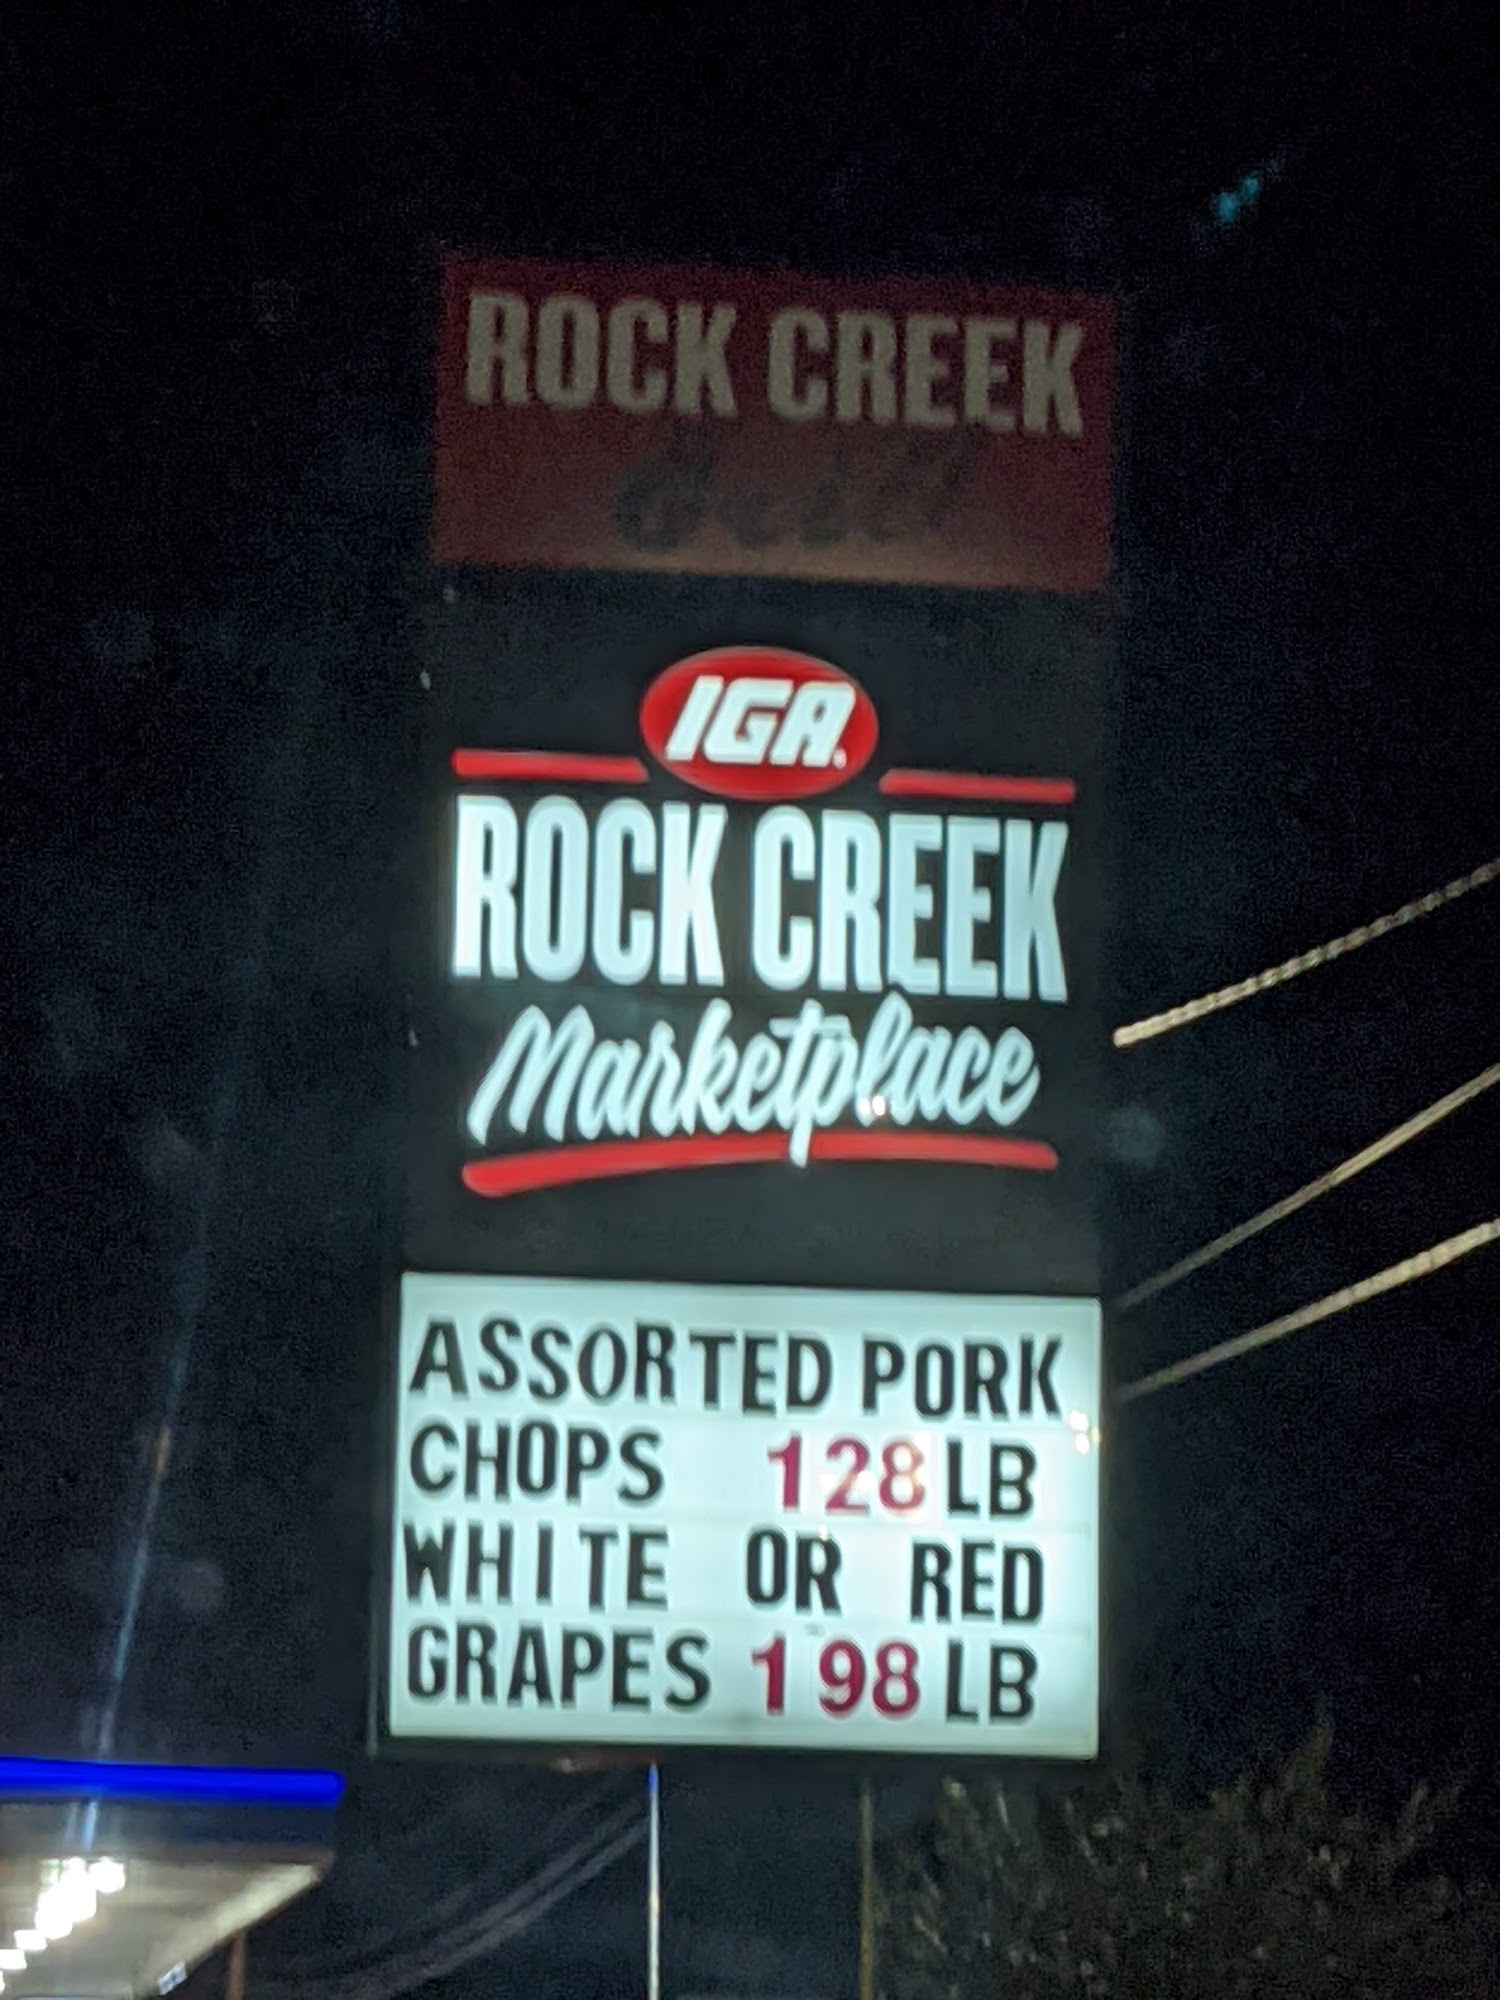 ROCK CREEK
IGA
ROCK CREEK
Marketplace
ASSORTED PORK
CHOPS 128 LB
WHITE OR RED
GRAPES 198 LB